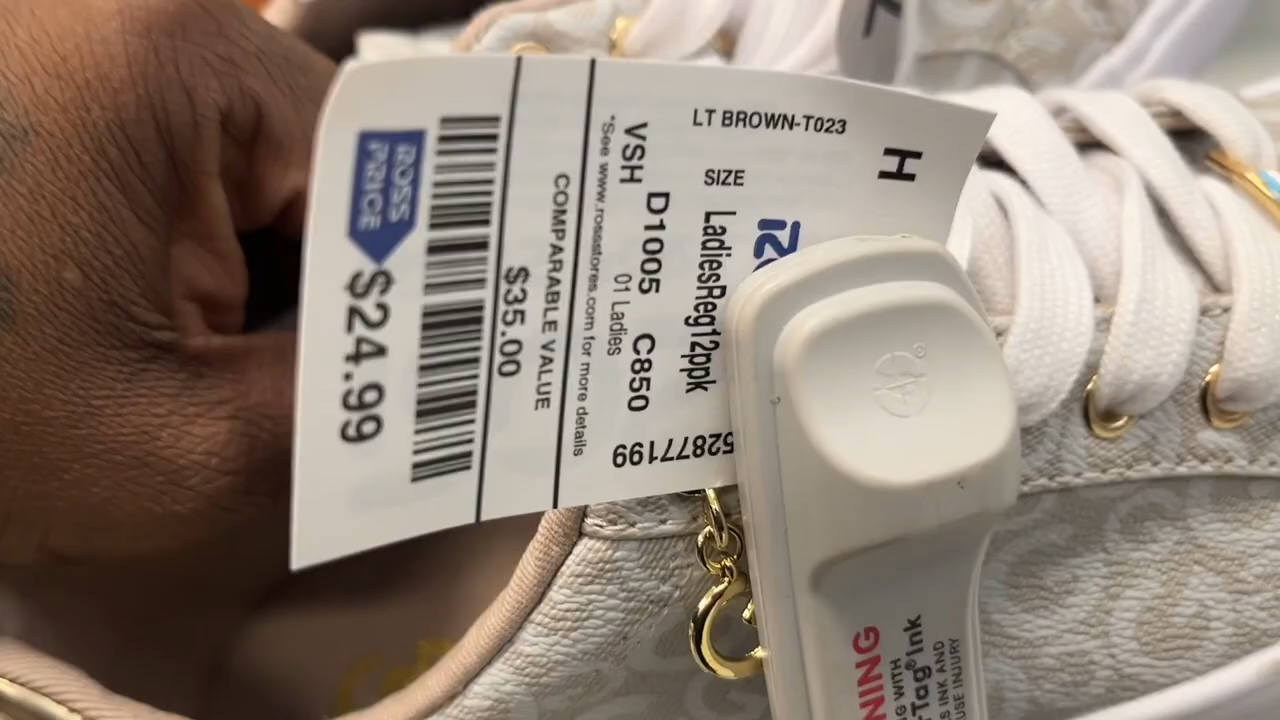 LT BROWN-T023
H
SIZE
LadiesReg12ppk
VSH D1005 C850
01 Ladies
52877199
*See www.rossstores.com for more details
COMPARABLE VALUE
$35.00
ROSS
PRICE
$24.99